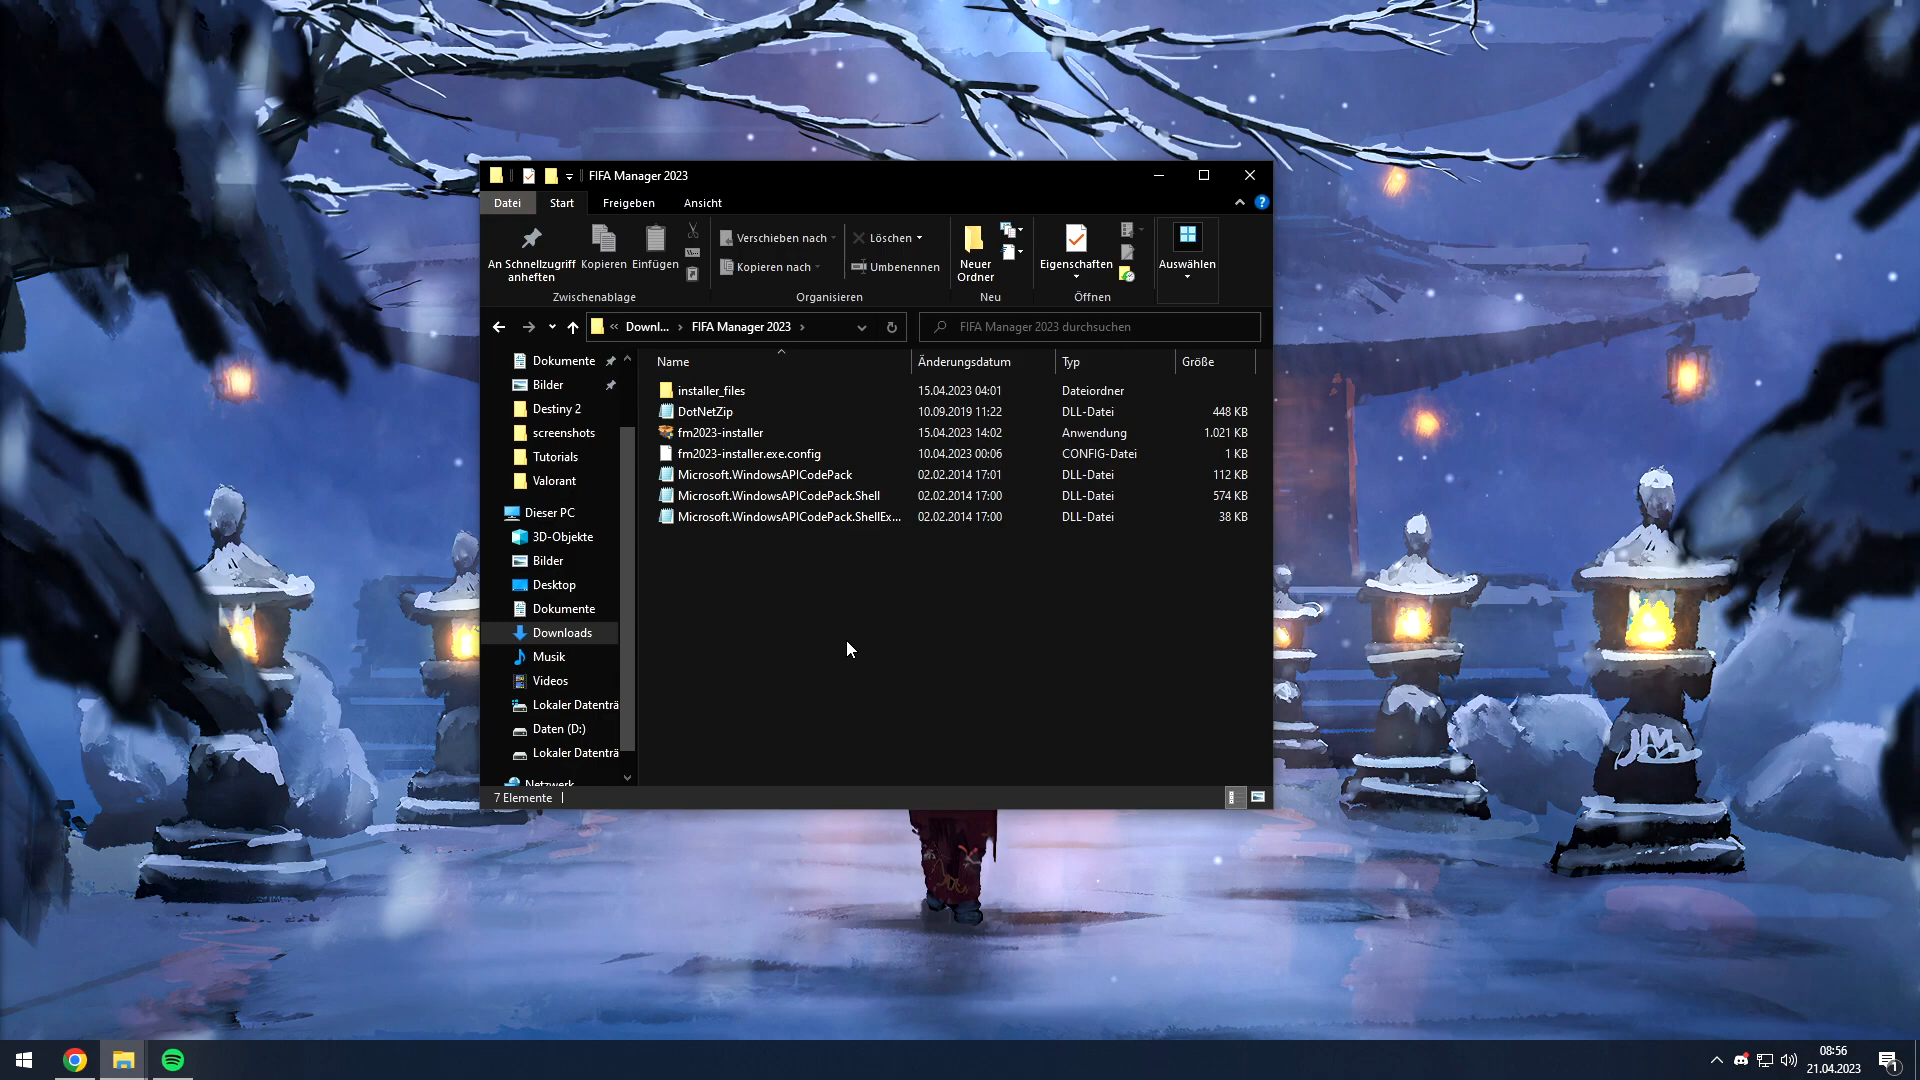 FIFA Manager 2023
Datei Start Freigeben Ansicht
An Schnellzugriff anheften
Kopieren
Einfügen
Zwischenablage
Verschieben nach
Kopieren nach
Löschen
Umbenennen
Organisieren
Neuer Ordner
Neu
Eigenschaften
Öffnen
Auswählen
« Downl... › FIFA Manager 2023 ›
FIFA Manager 2023 durchsuchen
Dokumente
Bilder
Destiny 2
screenshots
Tutorials
Valorant
Dieser PC
3D-Objekte
Bilder
Desktop
Dokumente
Downloads
Musik
Videos
Lokaler Datenträ
Daten (D:)
Lokaler Datenträ
Netzwerk
Name Änderungsdatum Typ Größe
installer_files 15.04.2023 04:01 Dateiordner
DotNetZip 10.09.2019 11:22 DLL-Datei 448 KB
fm2023-installer 15.04.2023 14:02 Anwendung 1.021 KB
fm2023-installer.exe.config 10.04.2023 00:06 CONFIG-Datei 1 KB
Microsoft.WindowsAPICodePack 02.02.2014 17:01 DLL-Datei 112 KB
Microsoft.WindowsAPICodePack.Shell 02.02.2014 17:00 DLL-Datei 574 KB
Microsoft.WindowsAPICodePack.ShellEx... 02.02.2014 17:00 DLL-Datei 38 KB
7 Elemente
08:56
21.04.2023
1